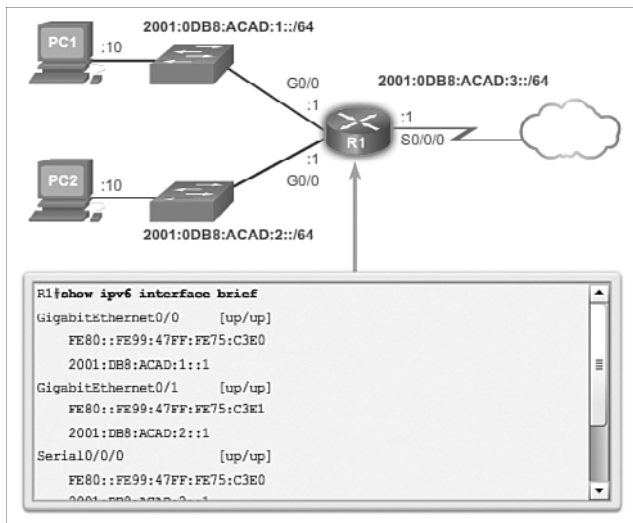 2001:0DB8:ACAD:1::/64
PC1
:10
G0/0
:1
2001:0DB8:ACAD:3::/64
:1
R1
S0/0/0
:1
G0/0
PC2
:10
2001:0DB8:ACAD:2::/64
R1#show ipv6 interface brief
GigabitEthernet0/0 [up/up]
FE80::FE99:47FF:FE75:C3E0
2001:DB8:ACAD:1::1
GigabitEthernet0/1 [up/up]
FE80::FE99:47FF:FE75:C3E1
2001:DB8:ACAD:2::1
Serial0/0/0 [up/up]
FE80::FE99:47FF:FE75:C3E0